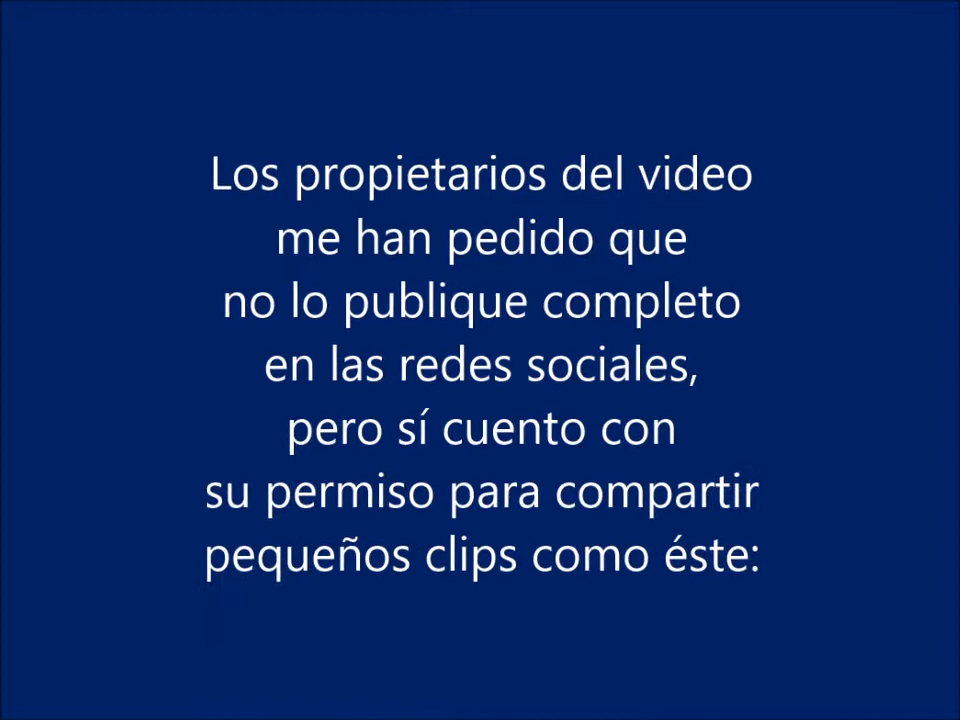 Los propietarios del video
me han pedido que
no lo publique completo
en las redes sociales,
pero sí cuento con
su permiso para compartir
pequeños clips como éste: